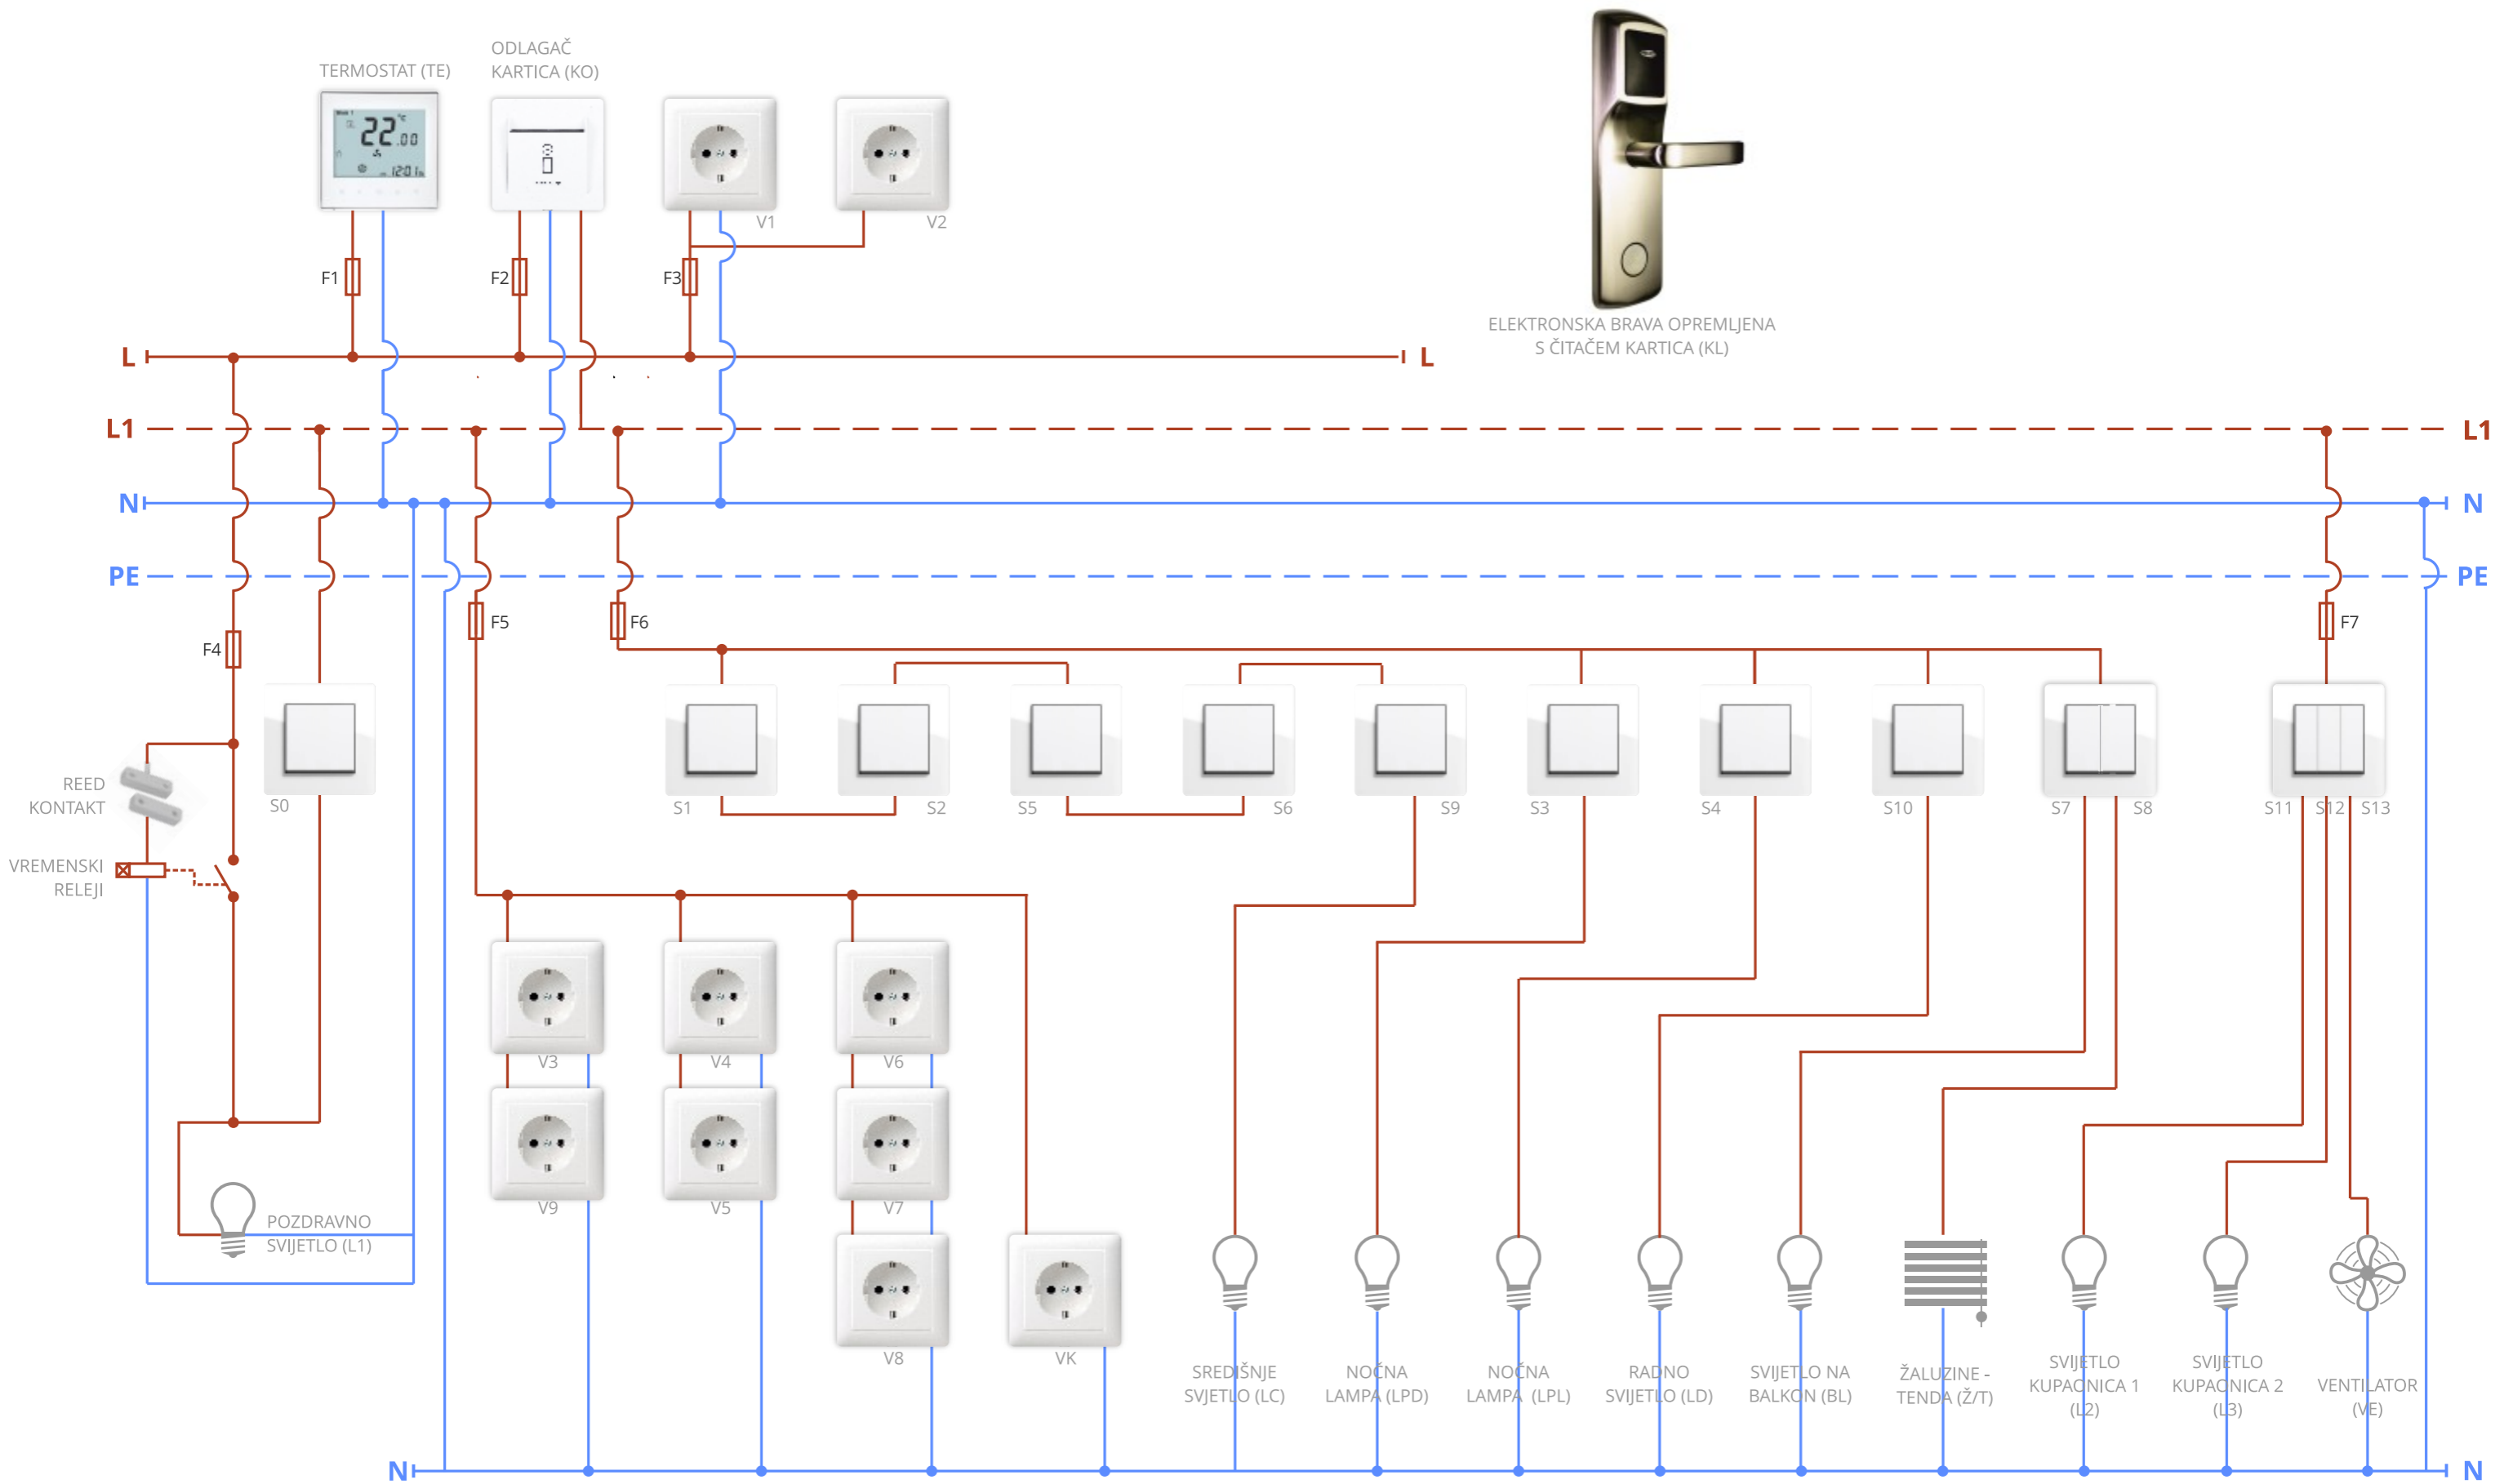 ODLAGAČ
KARTICA (KO)
TERMOSTAT (TE)
22.00
°C
12:01
V1
V2
F1
F2
F3
ELEKTRONSKA BRAVA OPREMLJENA
S ČITAČEM KARTICA (KL)
L
L
L1
L1
N
N
PE
PE
F4
F5
F6
F7
REED
KONTAKT
S0
S1
S2
S5
S6
S9
S3
S4
S10
S7
S8
S11
S12
S13
VREMENSKI
RELEJI
V3
V4
V6
V9
V5
V7
POZDRAVNO
SVIJETLO (L1)
V8
VK
SREDIŠNJE
SVJETLO (LC)
NOĆNA
LAMPA (LPD)
NOĆNA
LAMPA (LPL)
RADNO
SVIJETLO (LD)
SVIJETLO NA
BALKON (BL)
ŽALUZINE -
TENDA (Ž/T)
SVIJETLO
KUPAONICA 1
(L2)
SVIJETLO
KUPAONICA 2
(L3)
VENTILATOR
(VE)
N
N